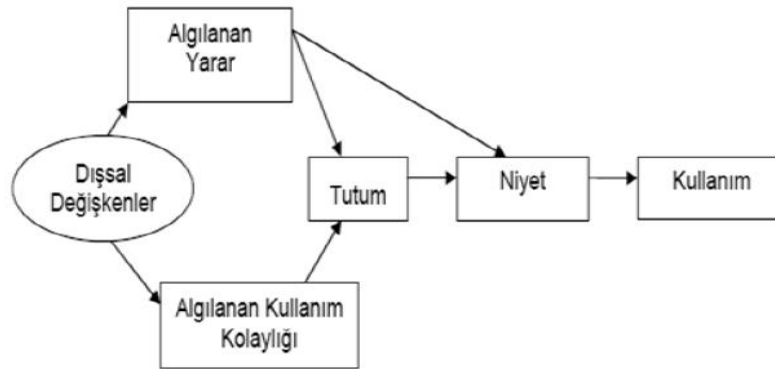 Algılanan
Yarar
Dışsal
Değişkenler
Tutum
Niyet
Kullanım
Algılanan Kullanım
Kolaylığı